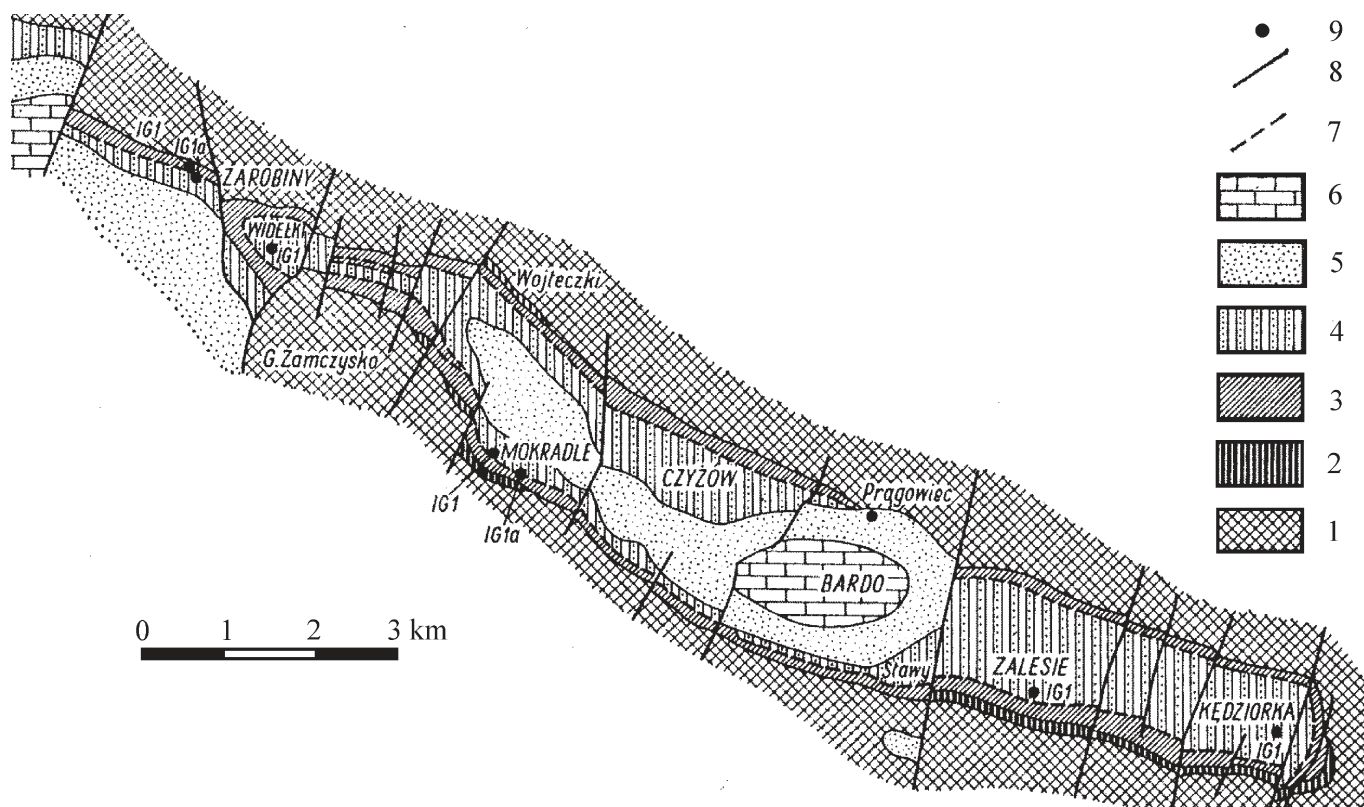 IG1
IG1a
ZAROBINY
WIDEŁKI
IG1
Wojteczki
G.Zamczysko
MOKRADLE
CZYŻÓW
IG1
IG1a
Prągowiec
BARDO
Stawy
ZALESIE
IG1
KĘDZIORKA
IG1
0 1 2 3 km
9
8
7
6
5
4
3
2
1